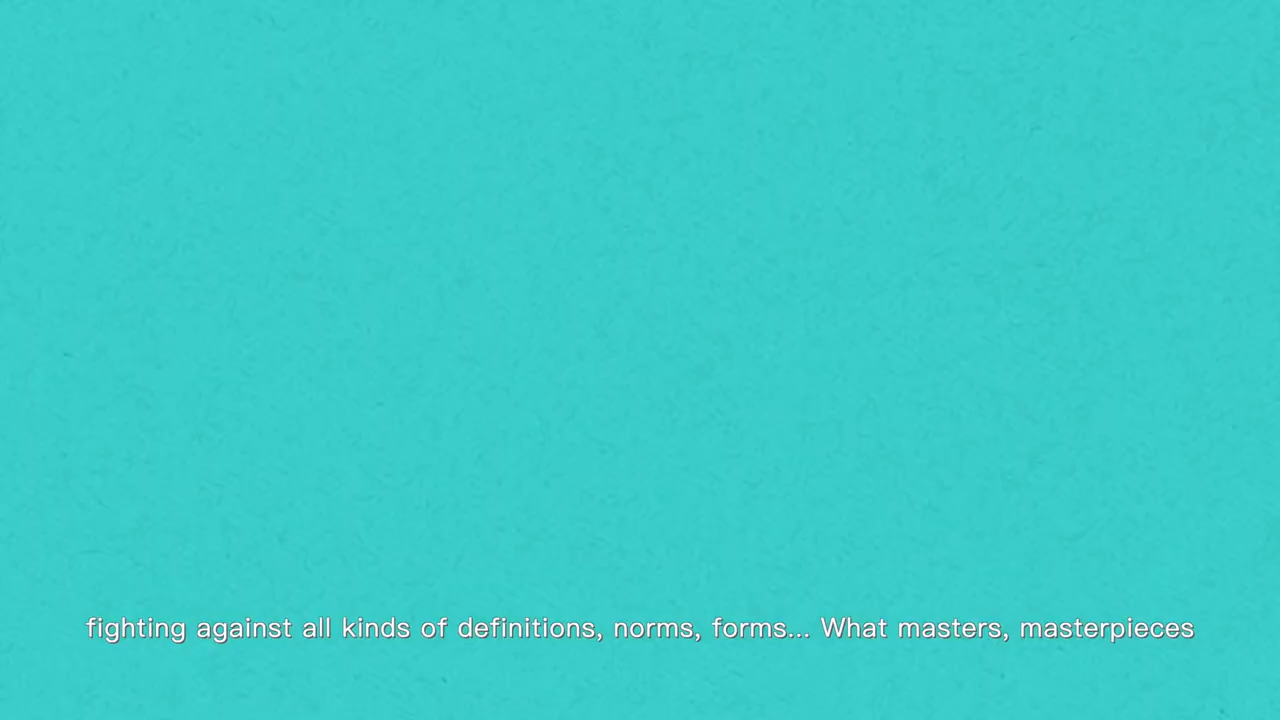 fighting against all kinds of definitions, norms, forms... What masters, masterpieces